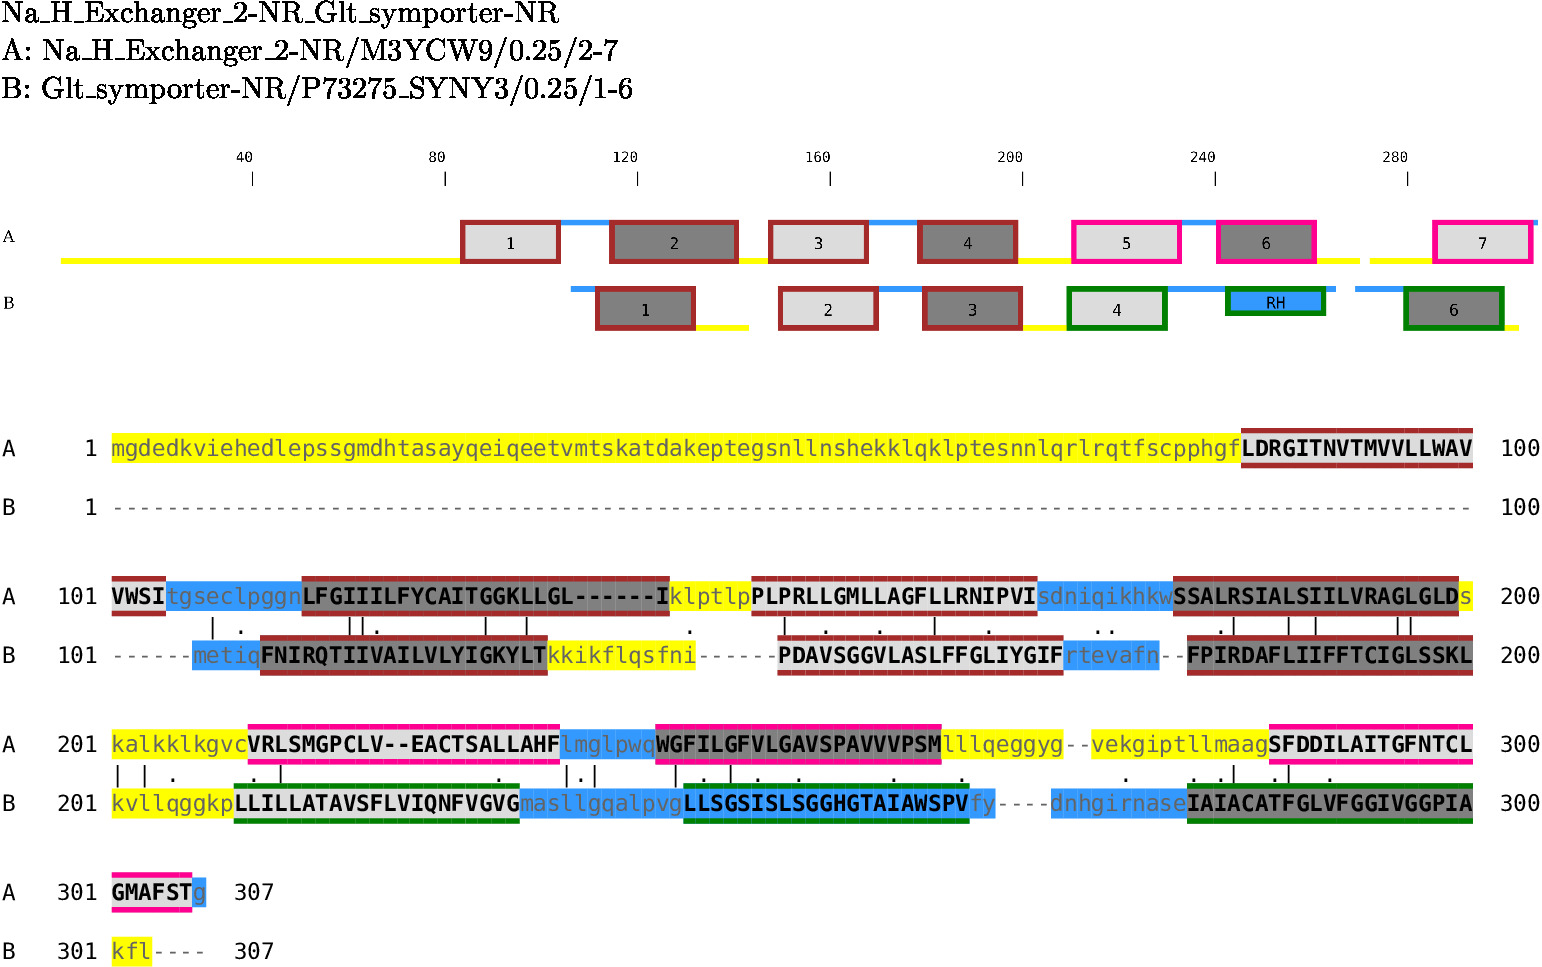 Na_H_Exchanger_2-NR_Glt_symporter-NR
A: Na_H_Exchanger_2-NR/M3YCW9/0.25/2-7
B: Glt_symporter-NR/P73275_SYNY3/0.25/1-6
40 80 120 160 200 240 280
A 1 2 3 4 5 6 7
B 1 2 3 4 RH 6
A 1 mgdedkviehedlepssgmdhtasayqeiqeetvmtskatdakeptegsnllnshekklqklptesnnlqrlrqtfscpphgfLDRGITNVTMVVLLWAV 100
B 1 ---------------------------------------------------------------------------------------------------- 100
A 101 VWSItgseclpggnLFGIIILFYCAITGGKLLGL------IklptlpPLPRLLGMLLAGFLLRNIPVIsdniqikhkwSSALRSIALSIILVRAGLGLDs 200
| . ||. | | . | . . | . .. .| | | ||
B 101 ------metiqFNIRQTIIVAILVLYIGKYLTkkikflqsfni------PDAVSGGVLASLFFGLIYGIFrtevafn--FPIRDAFLIIFFTCIGLSSKL 200
A 201 kalkklkgvcVRLSMGPCLV--EACTSALLAHFlmglpwqWGFILGFVLGAVSPAVVVPSMlllqeggyg--vekgiptllmaagSFDDILAITGFNTCL 300
| | . . | . |.| | . | . . . . . . .| .| .
B 201 kvllqggkpLLILLATAVSFLVIQNFVGVGmasllgqalpvgLLSGSISLSGGHGTAIAWSPVfy----dnhgirnaseIAIACATFGLVFGGIVGGPIA 300
A 301 GMAFSTg 307
B 301 kfl---- 307